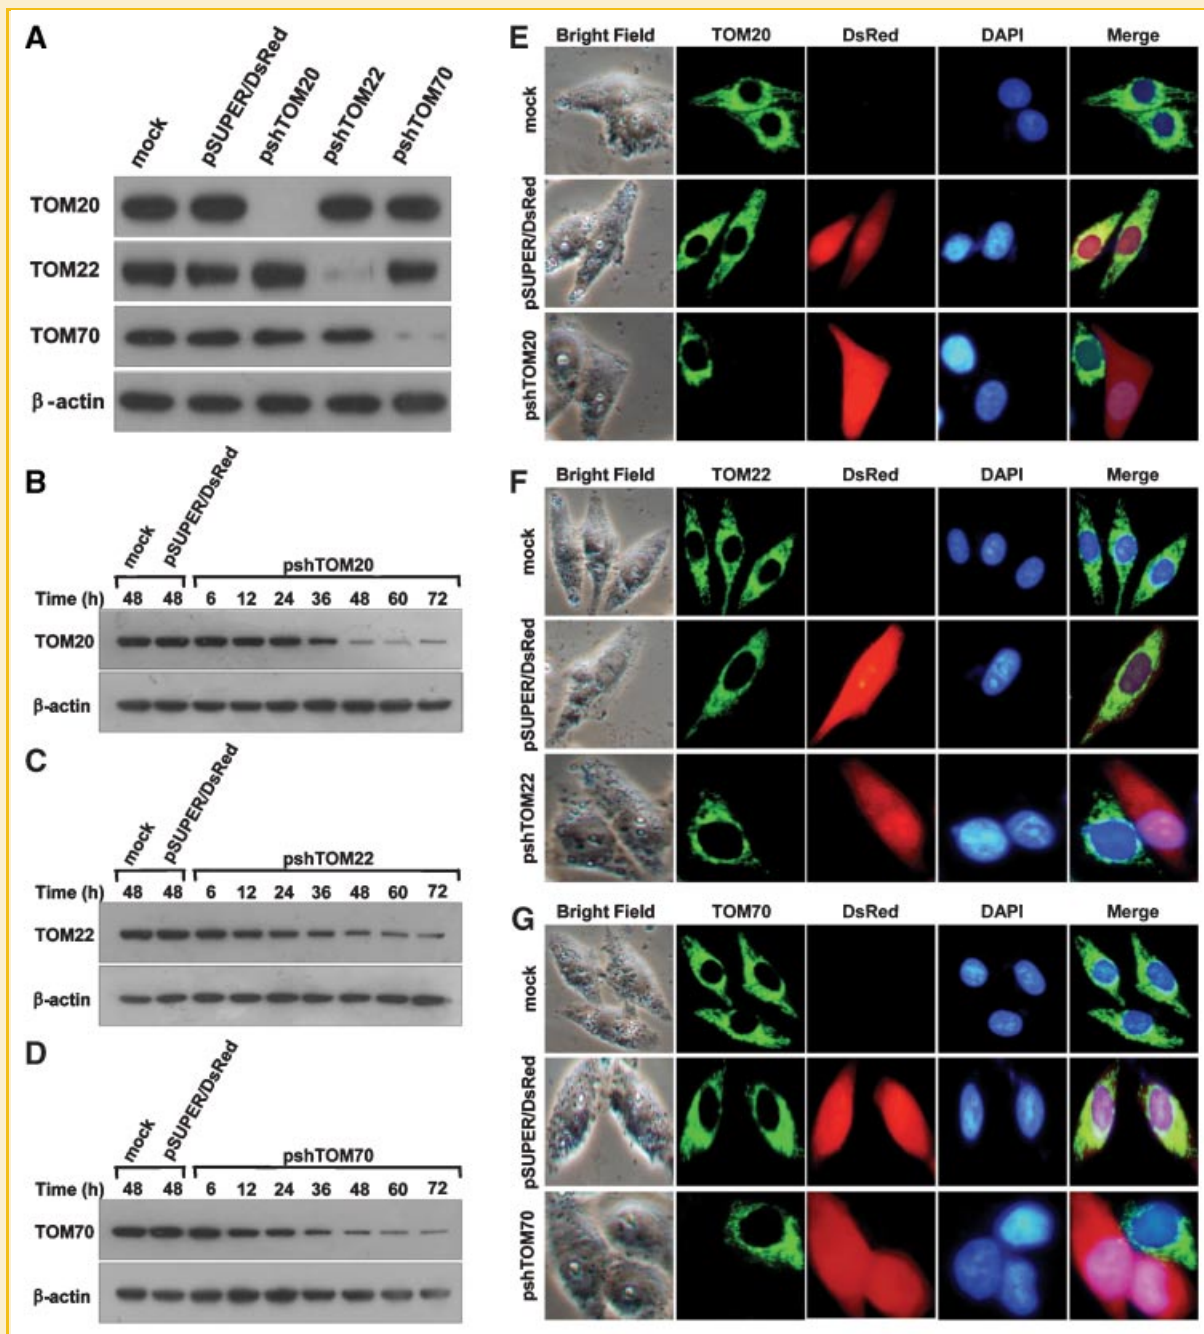 A
mock
pSUPER/DsRed
pshTOM20
pshTOM22
pshTOM70
TOM20
TOM22
TOM70
β-actin
B
mock
pSUPER/DsRed
pshTOM20
Time (h) 48 48 6 12 24 36 48 60 72
TOM20
β-actin
C
mock
pSUPER/DsRed
pshTOM22
Time (h) 48 48 6 12 24 36 48 60 72
TOM22
β-actin
D
mock
pSUPER/DsRed
pshTOM70
Time (h) 48 48 6 12 24 36 48 60 72
TOM70
β-actin
E
Bright Field TOM20 DsRed DAPI Merge
mock
pSUPER/DsRed
pshTOM20
F
Bright Field TOM22 DsRed DAPI Merge
mock
pSUPER/DsRed
pshTOM22
G
Bright Field TOM70 DsRed DAPI Merge
mock
pSUPER/DsRed
pshTOM70